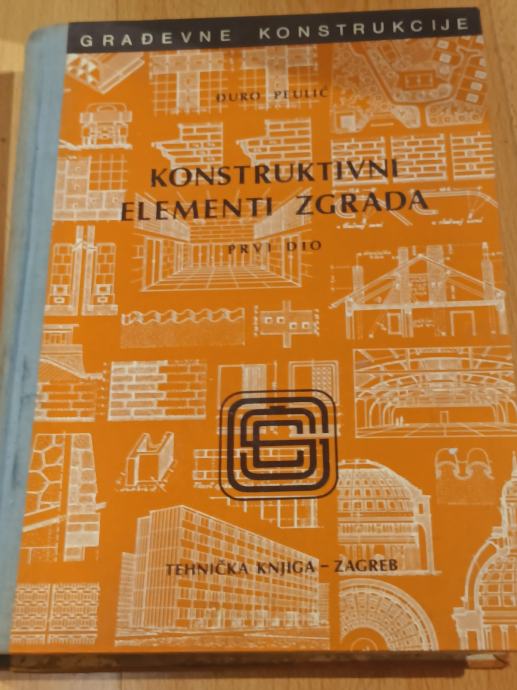 GRAĐEVNE KONSTRUKCIJE
ĐURO PEULIĆ
KONSTRUKTIVNI
ELEMENTI ZGRADA
PRVI DIO
TEHNIČKA KNJIGA – ZAGREB